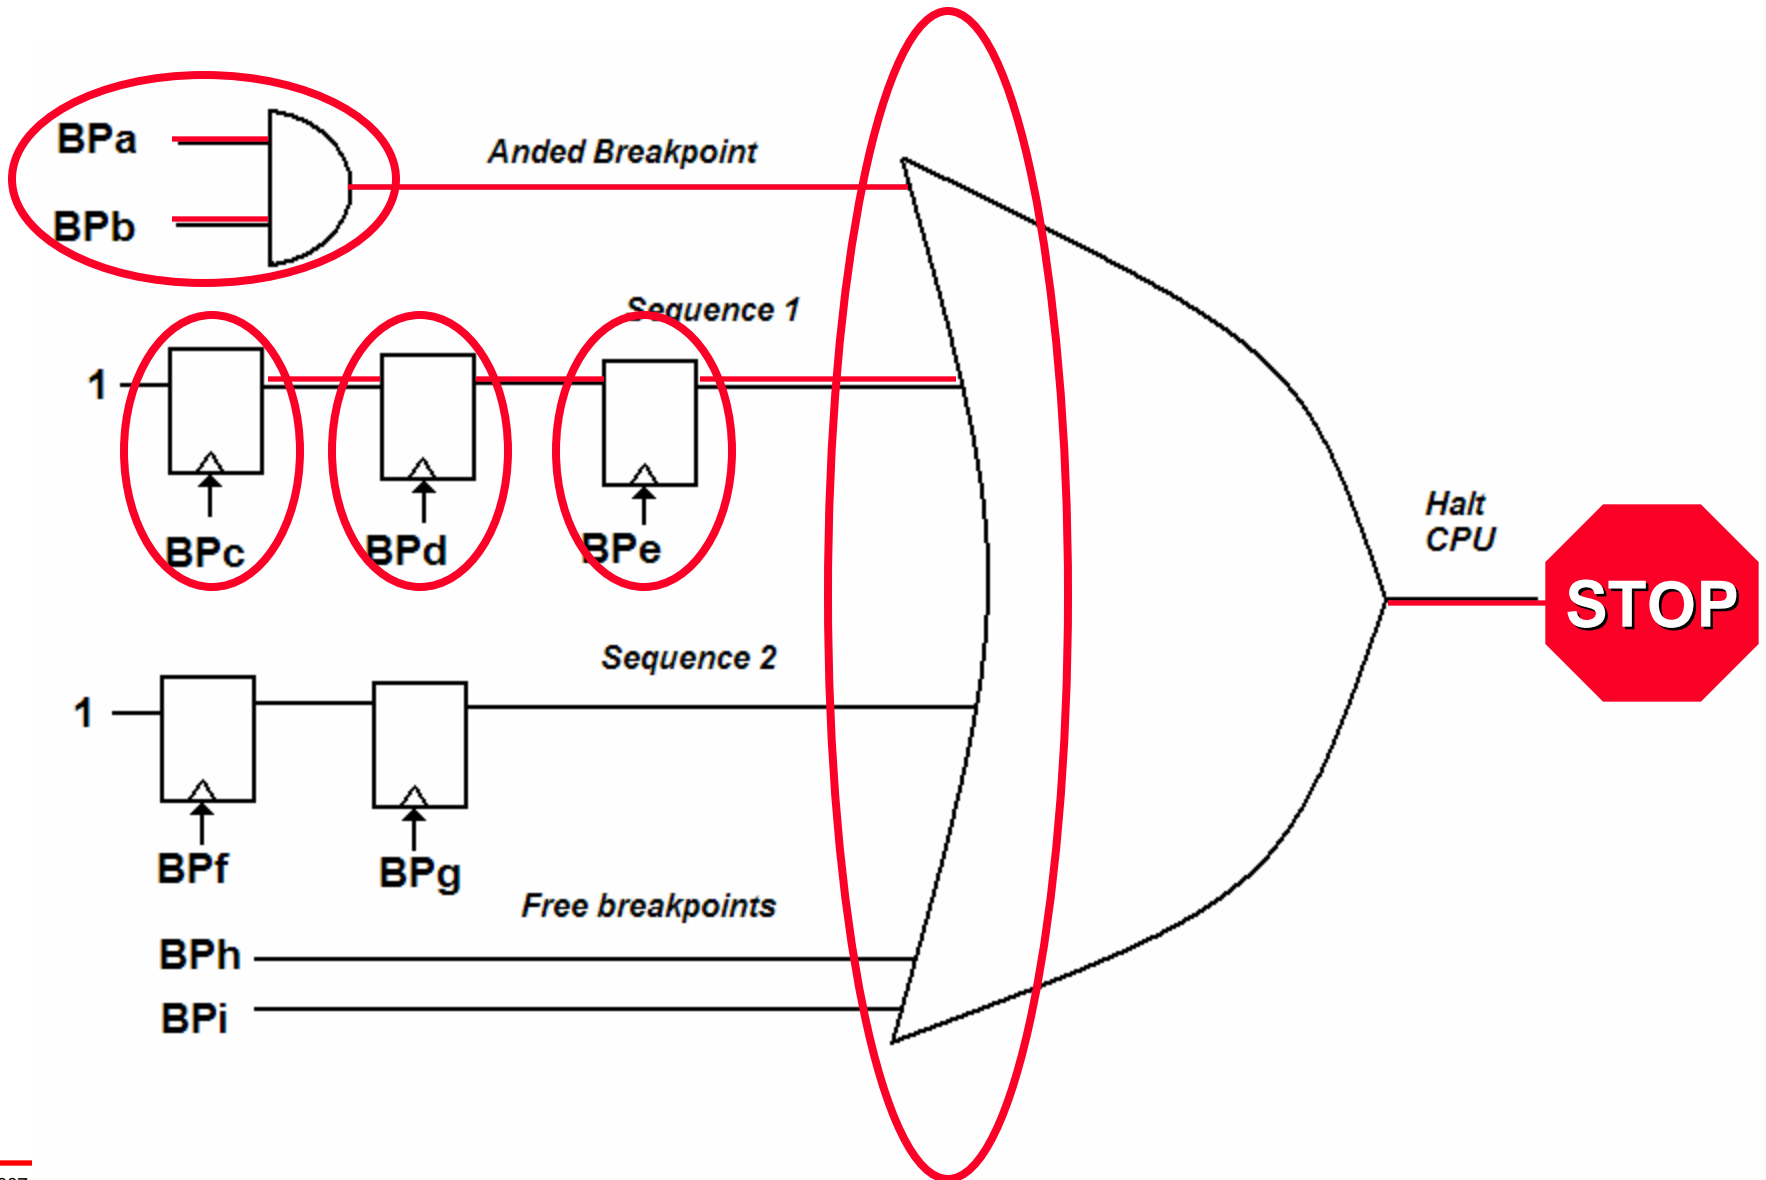 BPa
Anded Breakpoint
BPb
Sequence 1
1
BPc
BPd
BPe
Halt
CPU
STOP
Sequence 2
1
BPf
BPg
Free breakpoints
BPh
BPi